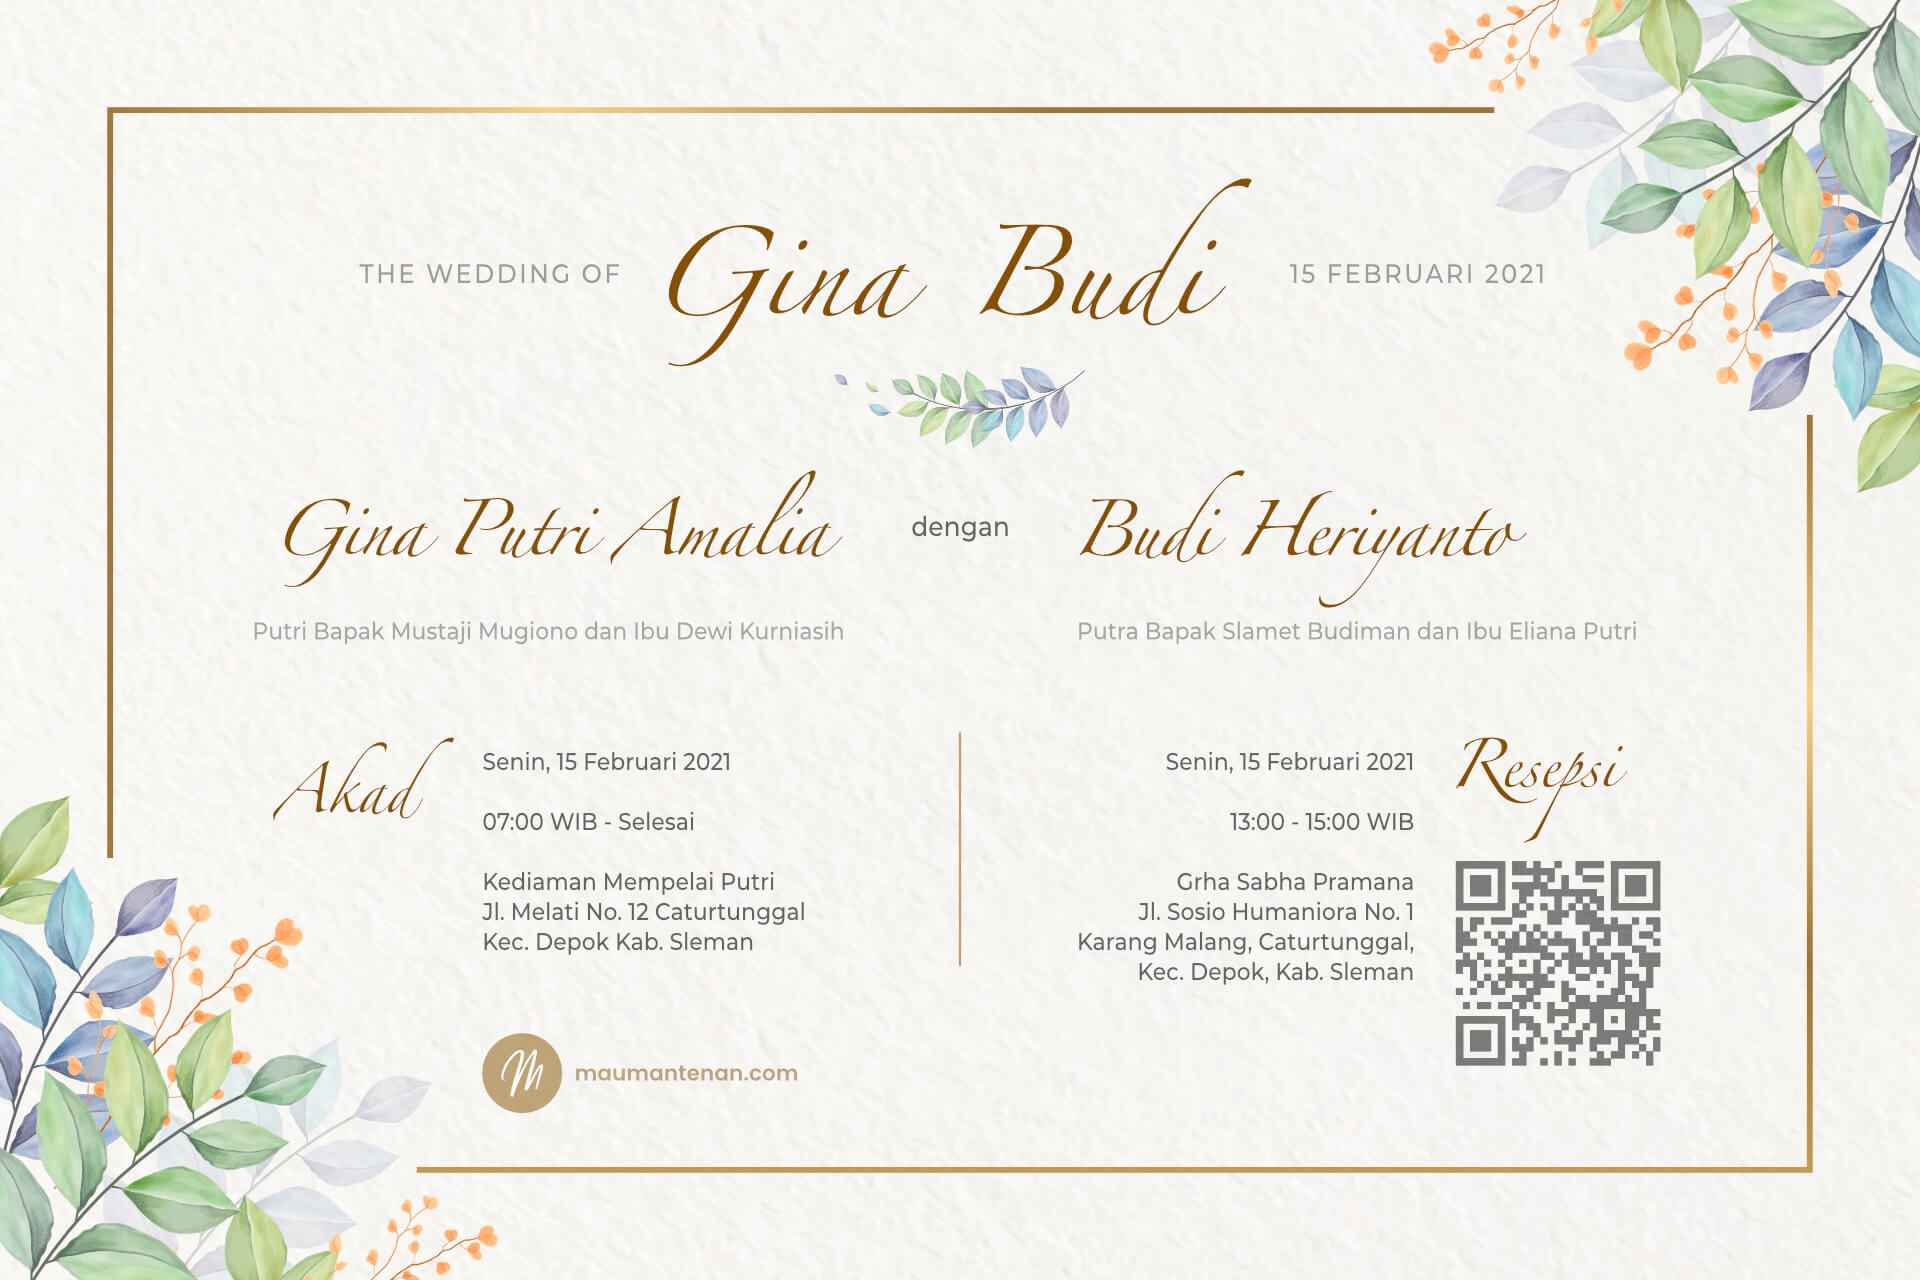 THE WEDDING OF
Gina Budi
15 FEBRUARI 2021
Gina Putri Amalia
dengan
Budi Heriyanto
Putri Bapak Mustaji Mugiono dan Ibu Dewi Kurniasih
Putra Bapak Slamet Budiman dan Ibu Eliana Putri
Akad
Senin, 15 Februari 2021
07:00 WIB - Selesai
Kediaman Mempelai Putri
Jl. Melati No. 12 Caturtunggal
Kec. Depok Kab. Sleman
Resepsi
Senin, 15 Februari 2021
13:00 - 15:00 WIB
Grha Sabha Pramana
Jl. Sosio Humaniora No. 1
Karang Malang, Caturtunggal,
Kec. Depok, Kab. Sleman
M maumantenan.com